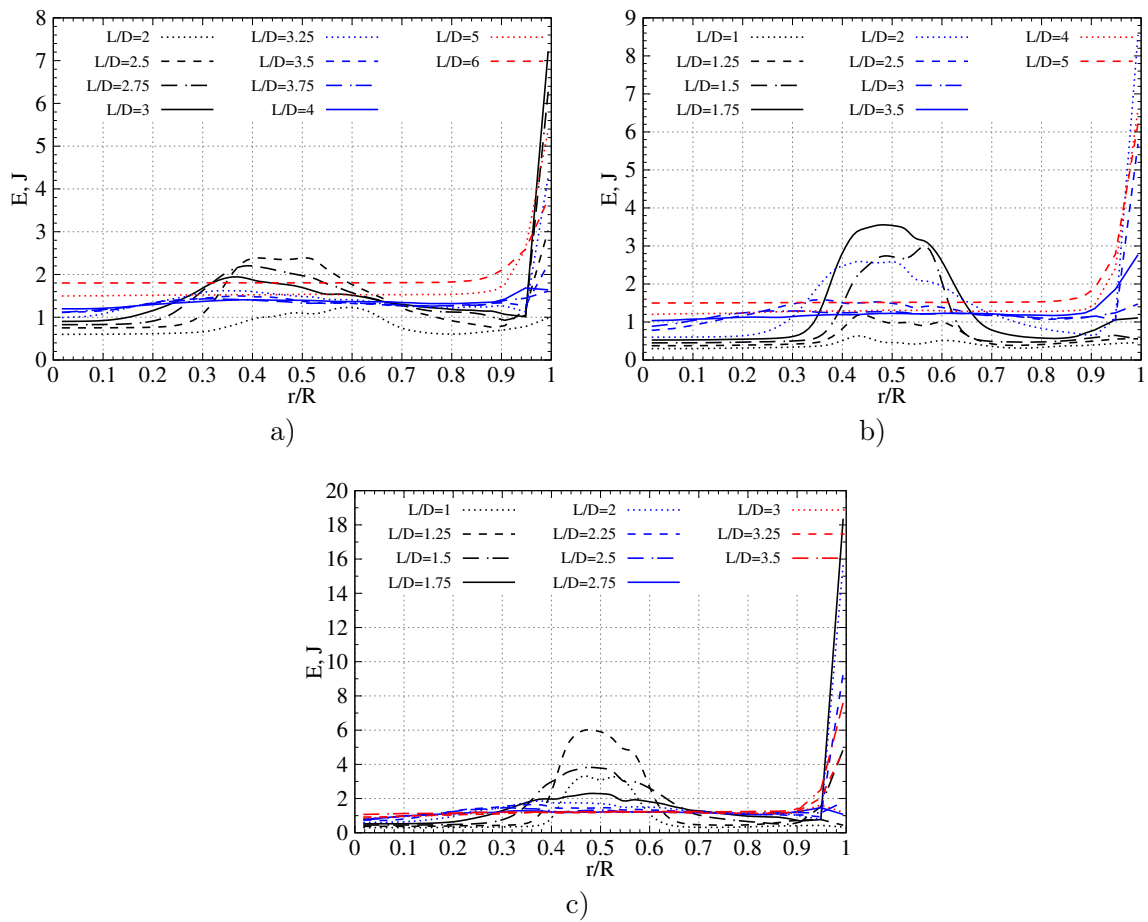 8
7
6
5
4
3
2
1
0
E, J
L/D=2
L/D=2.5
L/D=2.75
L/D=3
L/D=3.25
L/D=3.5
L/D=3.75
L/D=4
L/D=5
L/D=6
0 0.1 0.2 0.3 0.4 0.5 0.6 0.7 0.8 0.9 1
r/R
a)
9
8
7
6
5
4
3
2
1
0
E, J
L/D=1
L/D=1.25
L/D=1.5
L/D=1.75
L/D=2
L/D=2.5
L/D=3
L/D=3.5
L/D=4
L/D=5
0 0.1 0.2 0.3 0.4 0.5 0.6 0.7 0.8 0.9 1
r/R
b)
20
18
16
14
12
10
8
6
4
2
0
E, J
L/D=1
L/D=1.25
L/D=1.5
L/D=1.75
L/D=2
L/D=2.25
L/D=2.5
L/D=2.75
L/D=3
L/D=3.25
L/D=3.5
0 0.1 0.2 0.3 0.4 0.5 0.6 0.7 0.8 0.9 1
r/R
c)